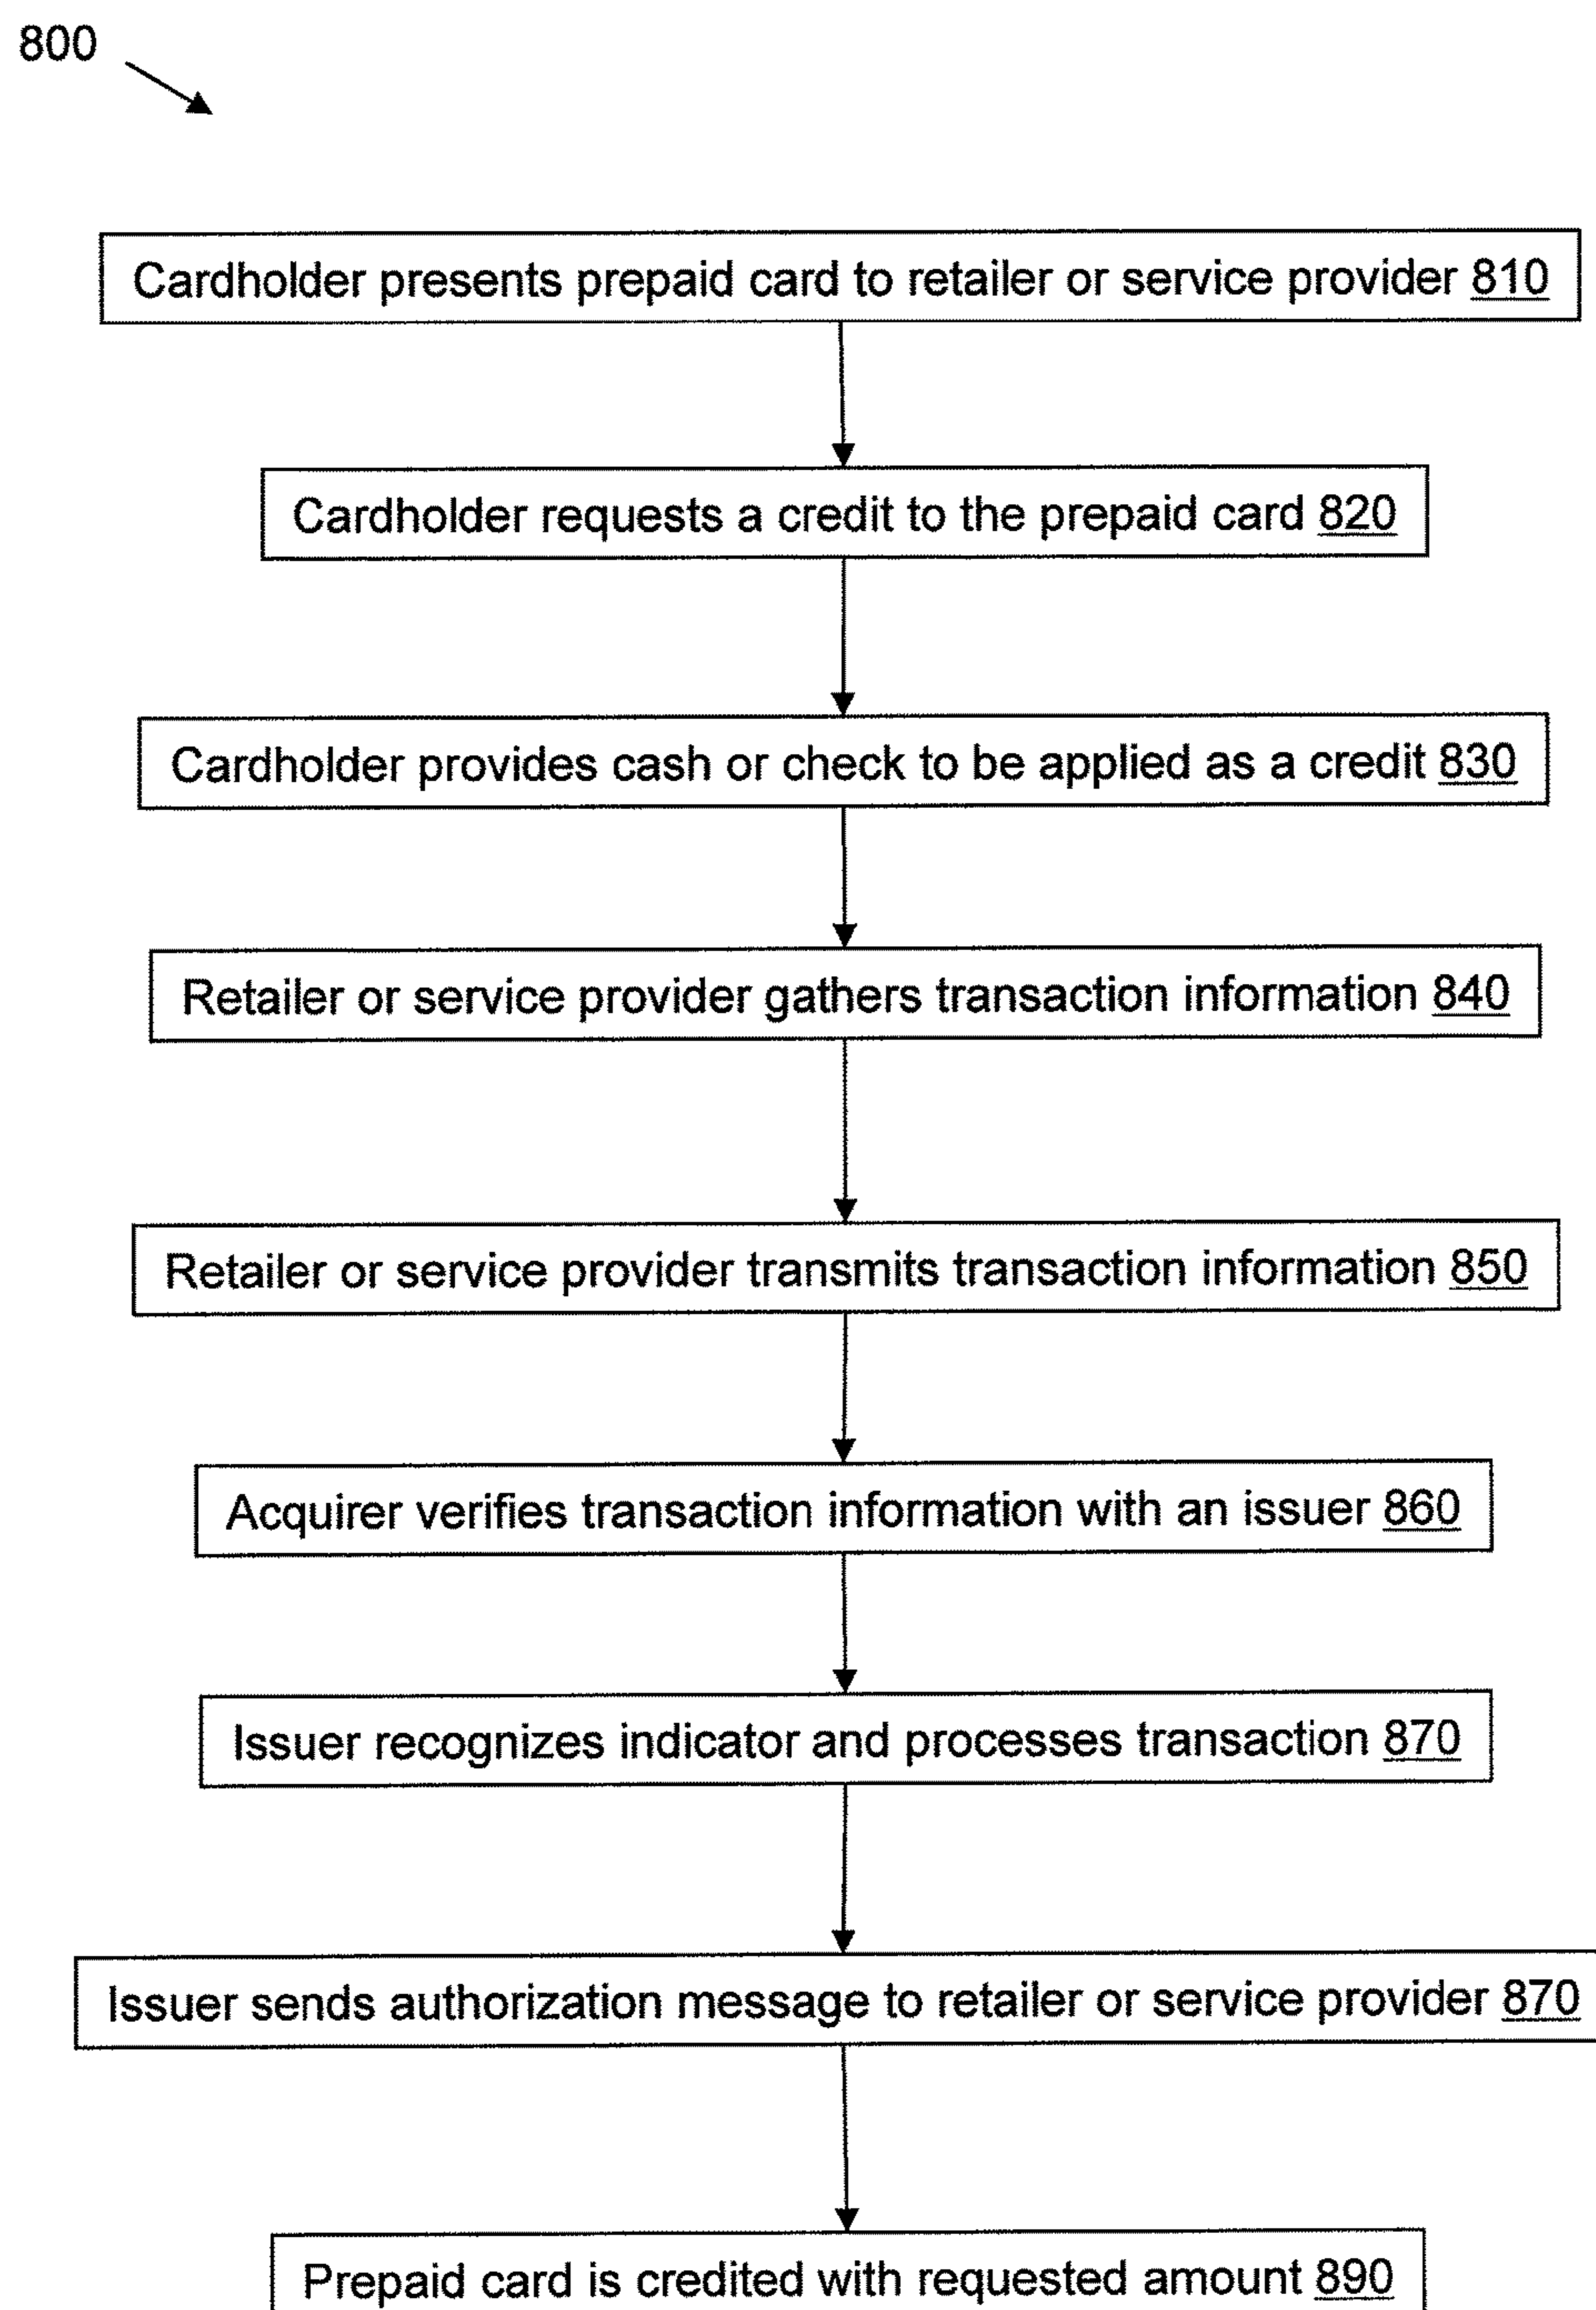 800
Cardholder presents prepaid card to retailer or service provider 810
Cardholder requests a credit to the prepaid card 820
Cardholder provides cash or check to be applied as a credit 830
Retailer or service provider gathers transaction information 840
Retailer or service provider transmits transaction information 850
Acquirer verifies transaction information with an issuer 860
Issuer recognizes indicator and processes transaction 870
Issuer sends authorization message to retailer or service provider 870
Prepaid card is credited with requested amount 890